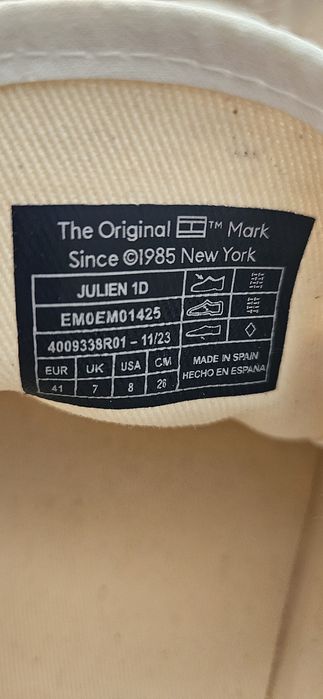 The Original ™ Mark
Since ©1985 New York
JULIEN 1D
EM0EM01425
4009338R01 – 11/23
EUR UK USA CM
41 7 8 26
MADE IN SPAIN
HECHO EN ESPAÑA